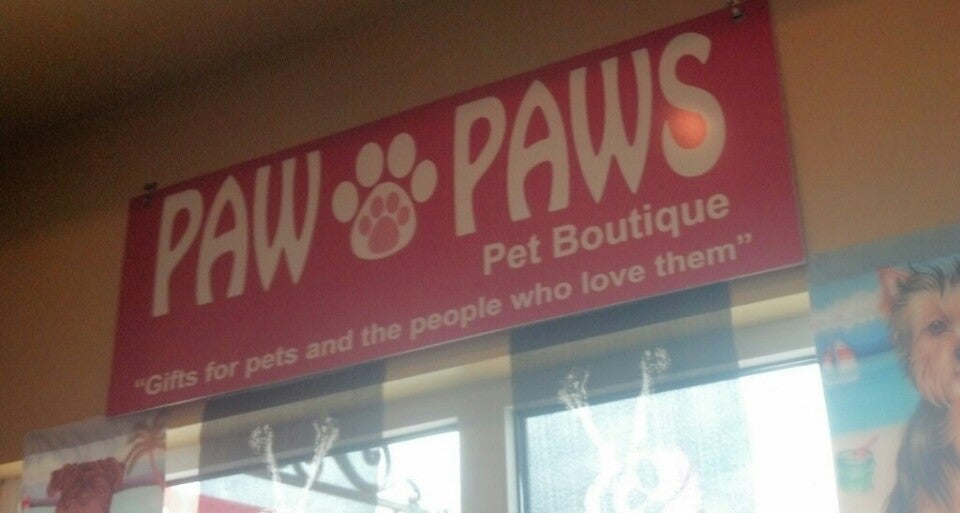 PAW PAWS
Pet Boutique
“Gifts for pets and the people who love them”